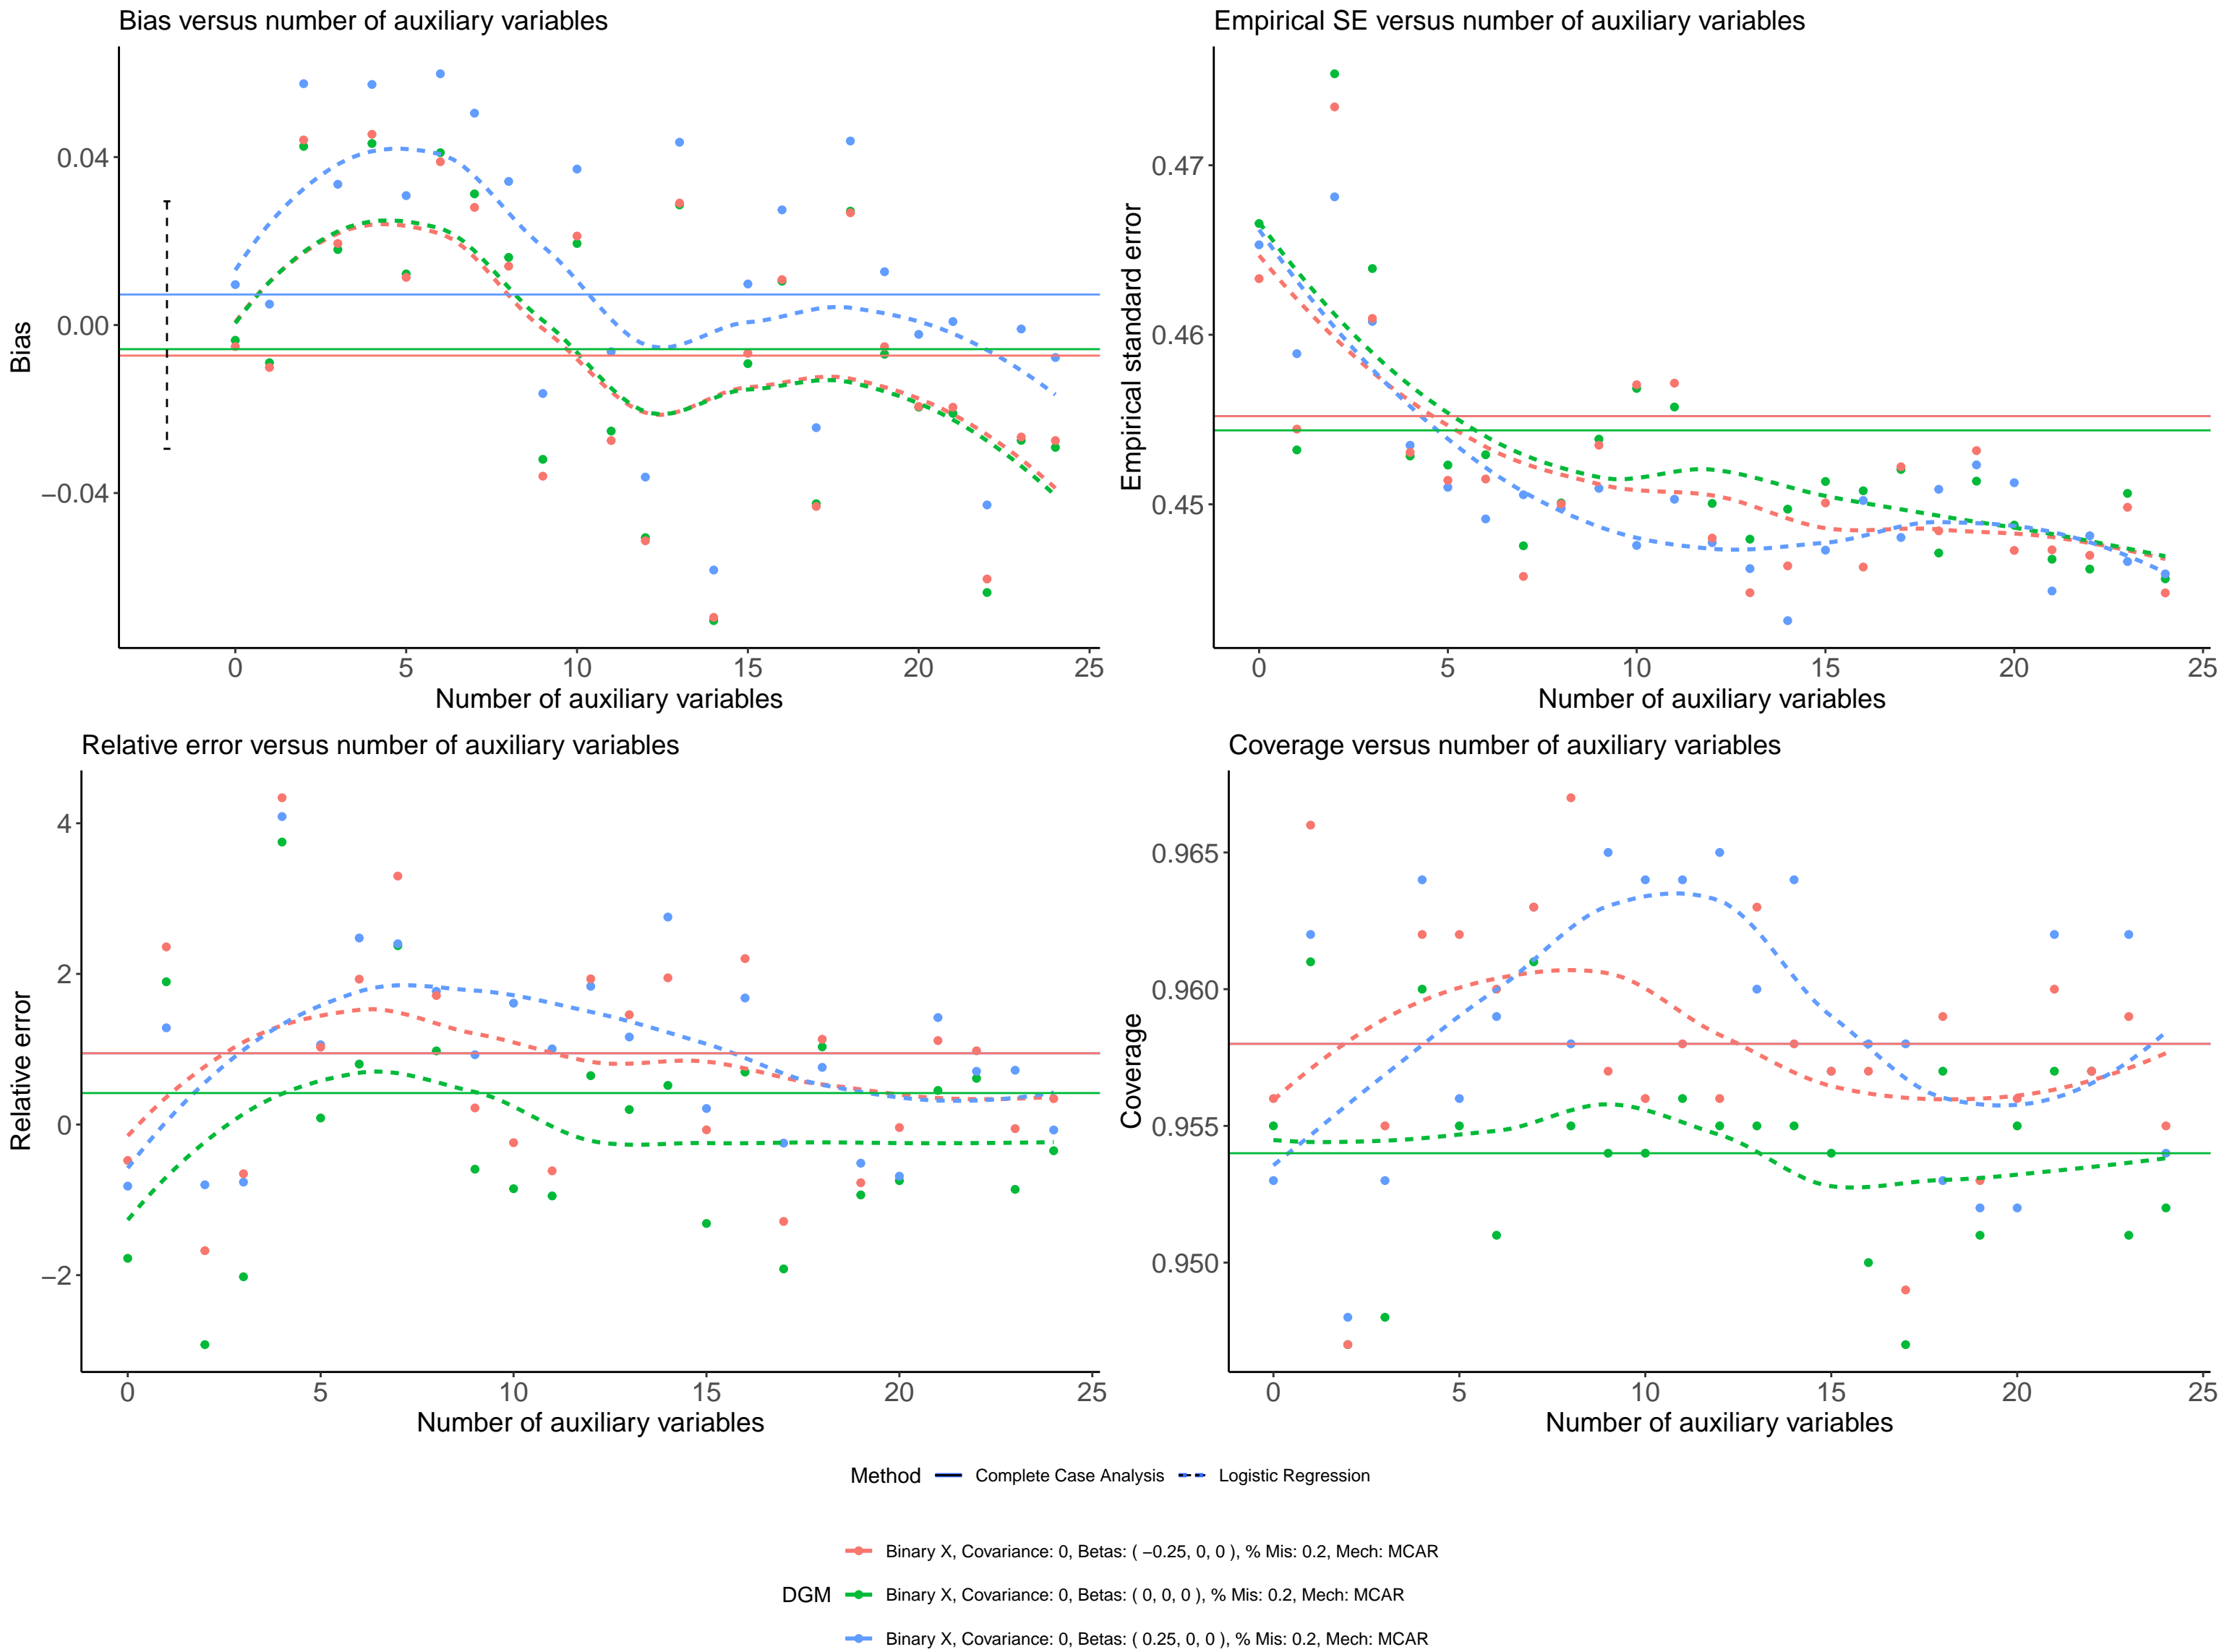 Bias versus number of auxiliary variables
Empirical SE versus number of auxiliary variables
Bias
0.04
0.00
−0.04
0 5 10 15 20 25
Number of auxiliary variables
Empirical standard error
0.47
0.46
0.45
0 5 10 15 20 25
Number of auxiliary variables
Relative error versus number of auxiliary variables
Coverage versus number of auxiliary variables
Relative error
4
2
0
−2
0 5 10 15 20 25
Number of auxiliary variables
Coverage
0.965
0.960
0.955
0.950
0 5 10 15 20 25
Number of auxiliary variables
Method Complete Case Analysis Logistic Regression
DGM
Binary X, Covariance: 0, Betas: ( −0.25, 0, 0 ), % Mis: 0.2, Mech: MCAR
Binary X, Covariance: 0, Betas: ( 0, 0, 0 ), % Mis: 0.2, Mech: MCAR
Binary X, Covariance: 0, Betas: ( 0.25, 0, 0 ), % Mis: 0.2, Mech: MCAR